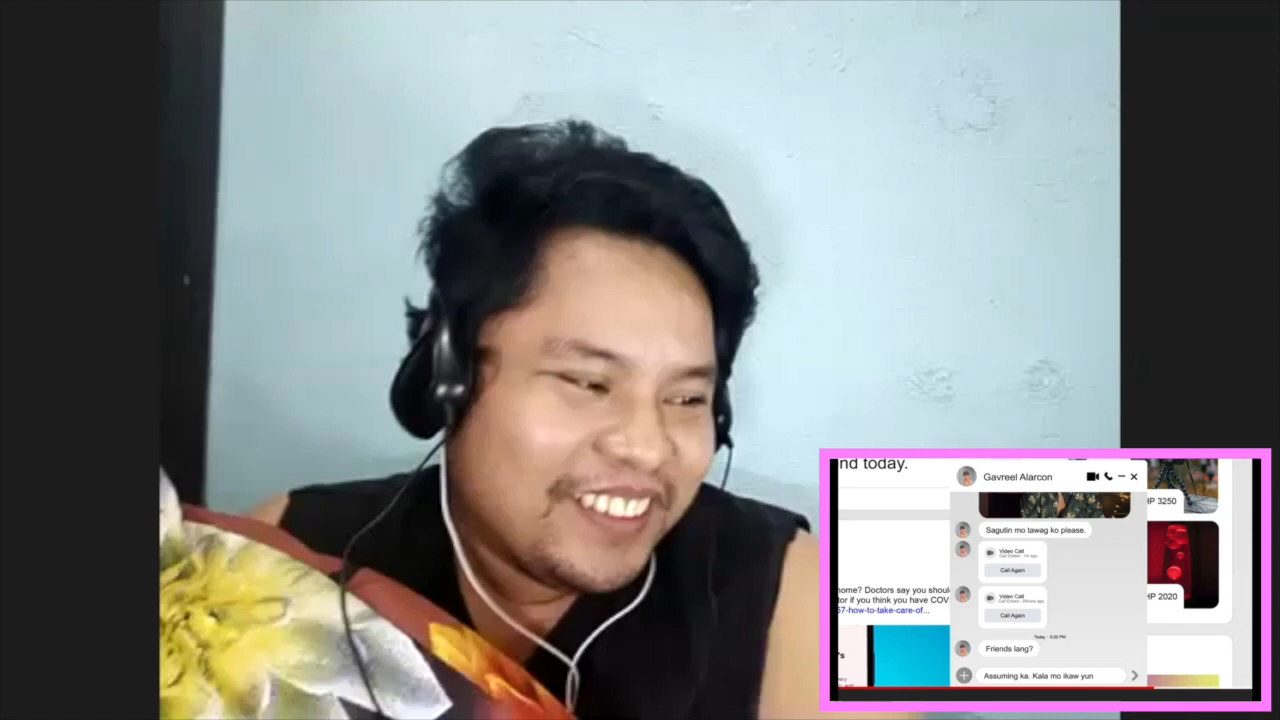 nd today.
Gavreel Alarcon
HP 3250
Sagutin mo tawag ko please.
Video Call
Call Again
home? Doctors say you shoul
tor if you think you have COV
67-how-to-take-care-of...
HP 2020
Video Call
Call Again
Today
Friends lang?
's
Assuming ka. Kala mo ikaw yun